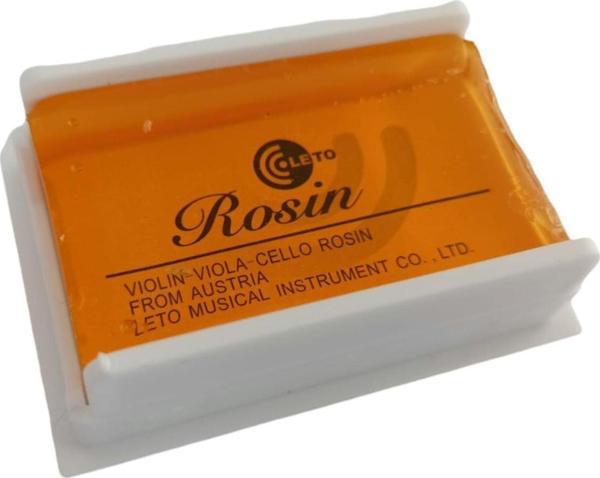 LETO
Rosin
VIOLIN-VIOLA-CELLO ROSIN
FROM AUSTRIA
LETO MUSICAL INSTRUMENT CO., LTD.